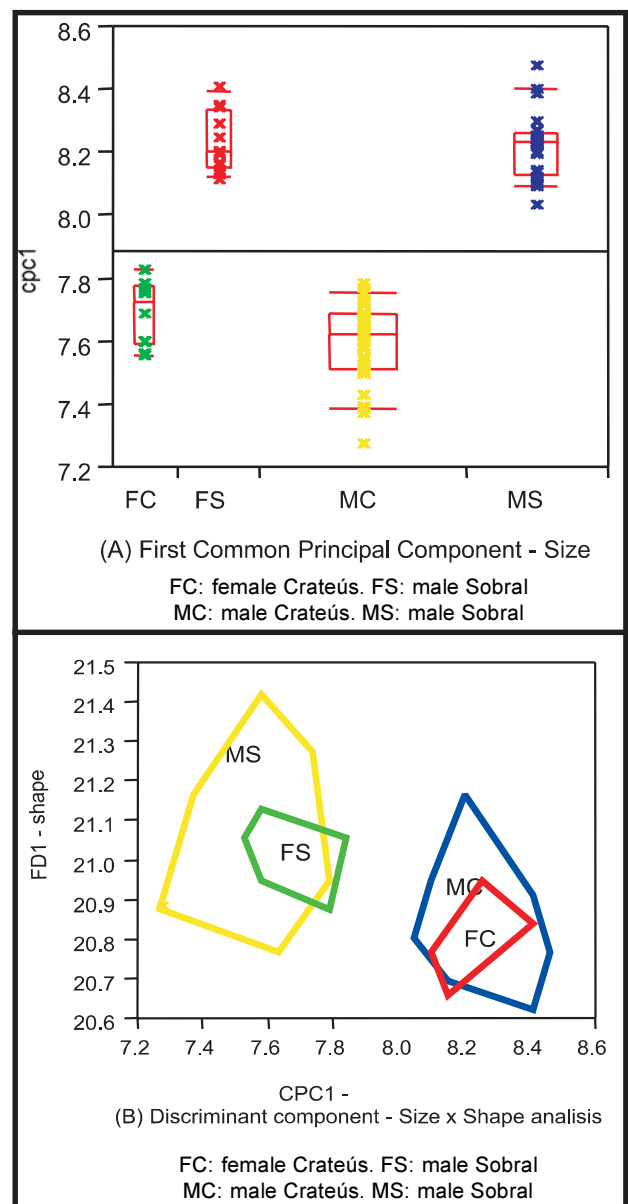 8.6
8.4
8.2
8.0
7.8
7.6
7.4
7.2
cpc1
FC FS MC MS
(A) First Common Principal Component - Size
FC: female Crateús. FS: male Sobral
MC: male Crateús. MS: male Sobral
21.5
21.4
21.3
21.2
21.1
21.0
20.9
20.8
20.7
20.6
FD1 - shape
MS
FS
MC
FC
7.2 7.4 7.6 7.8 8.0 8.2 8.4 8.6
CPC1 -
(B) Discriminant component - Size x Shape analisis
FC: female Crateús. FS: male Sobral
MC: male Crateús. MS: male Sobral